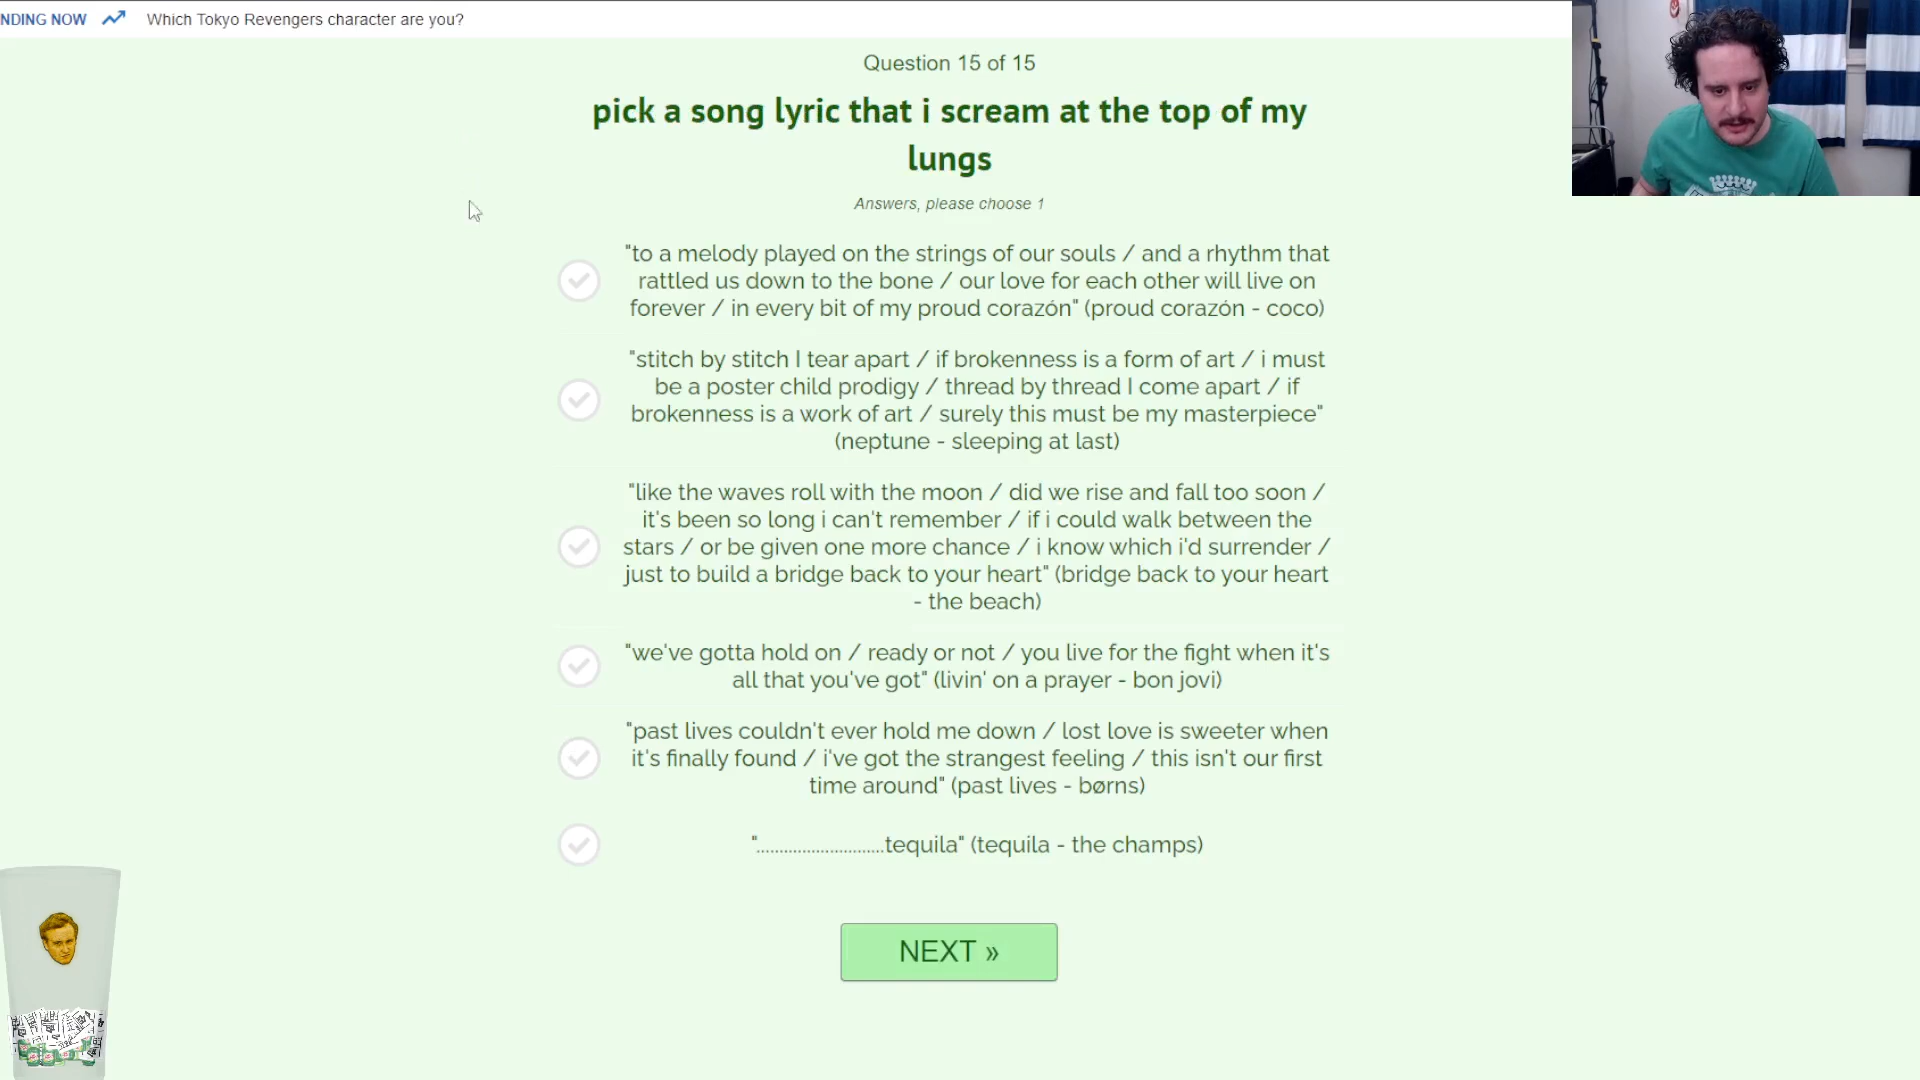 NDING NOW Which Tokyo Revengers character are you?
Question 15 of 15
pick a song lyric that i scream at the top of my
lungs
Answers, please choose 1
"to a melody played on the strings of our souls / and a rhythm that
rattled us down to the bone / our love for each other will live on
forever / in every bit of my proud corazón" (proud corazón - coco)
"stitch by stitch I tear apart / if brokenness is a form of art / i must
be a poster child prodigy / thread by thread I come apart / if
brokenness is a work of art / surely this must be my masterpiece"
(neptune - sleeping at last)
"like the waves roll with the moon / did we rise and fall too soon /
it's been so long i can't remember / if i could walk between the
stars / or be given one more chance / i know which i'd surrender /
just to build a bridge back to your heart" (bridge back to your heart
- the beach)
"we've gotta hold on / ready or not / you live for the fight when it's
all that you've got" (livin' on a prayer - bon jovi)
"past lives couldn't ever hold me down / lost love is sweeter when
it's finally found / i've got the strangest feeling / this isn't our first
time around" (past lives - børns)
"............................tequila" (tequila - the champs)
NEXT »